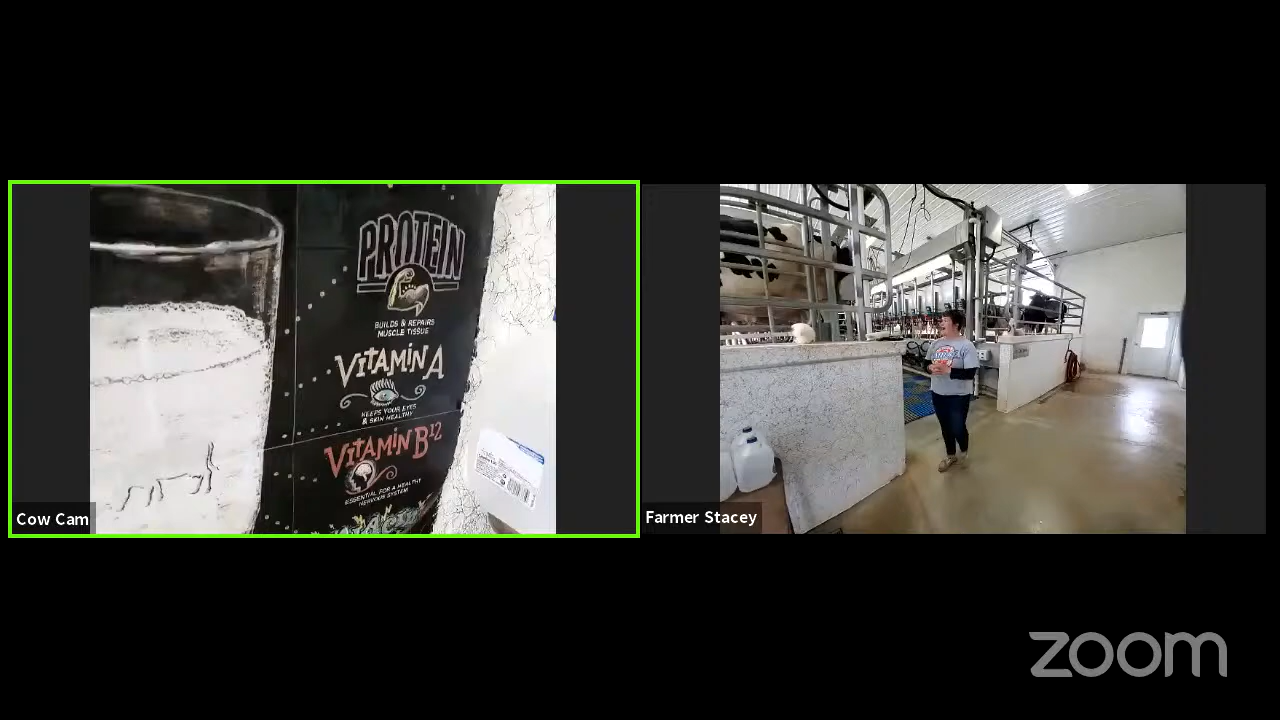 PROTEIN
BUILDS & REPAIRS
MUSCLE TISSUE
VITAMIN A
KEEPS YOUR EYES
& SKIN HEALTHY
VITAMIN B12
ESSENTIAL FOR A HEALTHY
NERVOUS SYSTEM
Cow Cam
Farmer Stacey
zoom